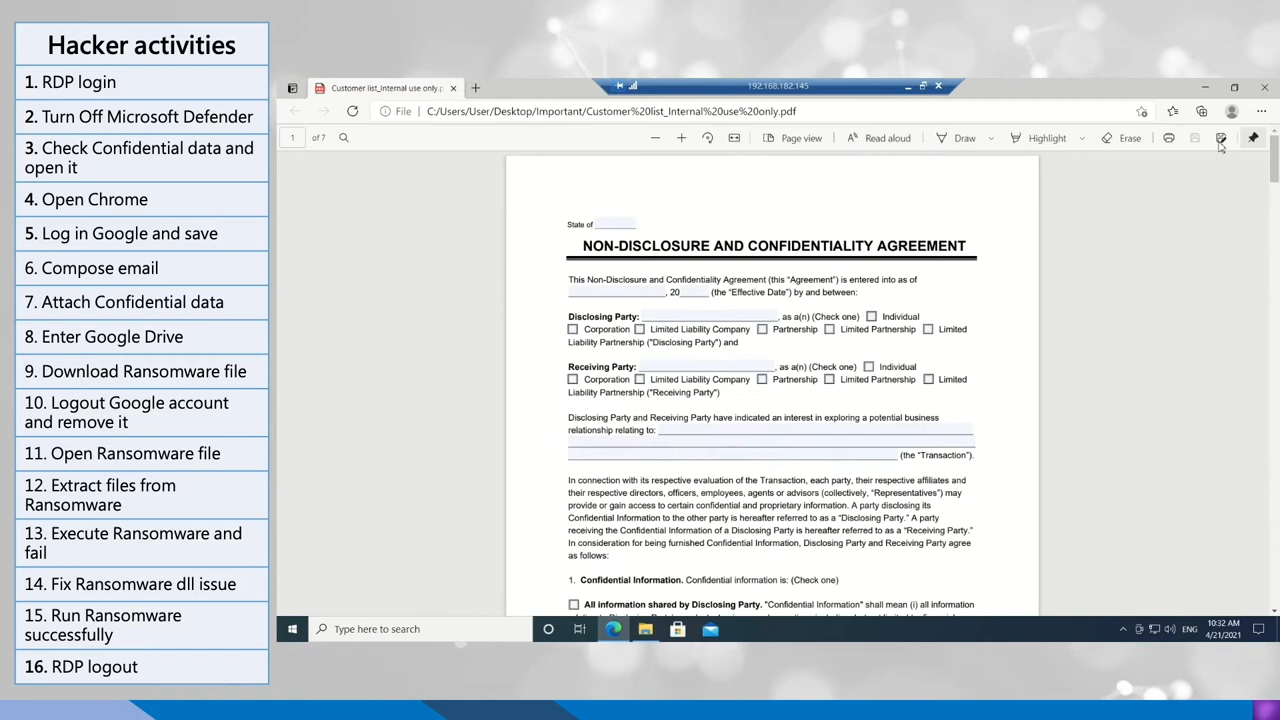 Hacker activities
1. RDP login
2. Turn Off Microsoft Defender
3. Check Confidential data and
open it
4. Open Chrome
5. Log in Google and save
6. Compose email
7. Attach Confidential data
8. Enter Google Drive
9. Download Ransomware file
10. Logout Google account
and remove it
11. Open Ransomware file
12. Extract files from
Ransomware
13. Execute Ransomware and
fail
14. Fix Ransomware dll issue
15. Run Ransomware
successfully
16. RDP logout
Customer list_Internal use only.p
192.168.182.145
File C:/Users/User/Desktop/Important/Customer%20list_Internal%20use%20only.pdf
1 of 7 Page view Read aloud Draw Highlight Erase
State of
NON-DISCLOSURE AND CONFIDENTIALITY AGREEMENT
This Non-Disclosure and Confidentiality Agreement (this “Agreement”) is entered into as of
, 20 (the “Effective Date”) by and between:
Disclosing Party: , as a(n) (Check one) Individual
Corporation Limited Liability Company Partnership Limited Partnership Limited
Liability Partnership ("Disclosing Party") and
Receiving Party: , as a(n) (Check one) Individual
Corporation Limited Liability Company Partnership Limited Partnership Limited
Liability Partnership ("Receiving Party")
Disclosing Party and Receiving Party have indicated an interest in exploring a potential business
relationship relating to:
(the “Transaction”).
In connection with its respective evaluation of the Transaction, each party, their respective affiliates and
their respective directors, officers, employees, agents or advisors (collectively, “Representatives”) may
provide or gain access to certain confidential and proprietary information. A party disclosing its
Confidential Information to the other party is hereafter referred to as a “Disclosing Party.” A party
receiving the Confidential Information of a Disclosing Party is hereafter referred to as a “Receiving Party.”
In consideration for being furnished Confidential Information, Disclosing Party and Receiving Party agree
as follows:
1. Confidential Information. Confidential information is: (Check one)
All information shared by Disclosing Party. "Confidential Information" shall mean (i) all information
Type here to search
ENG
10:32 AM
4/21/2021